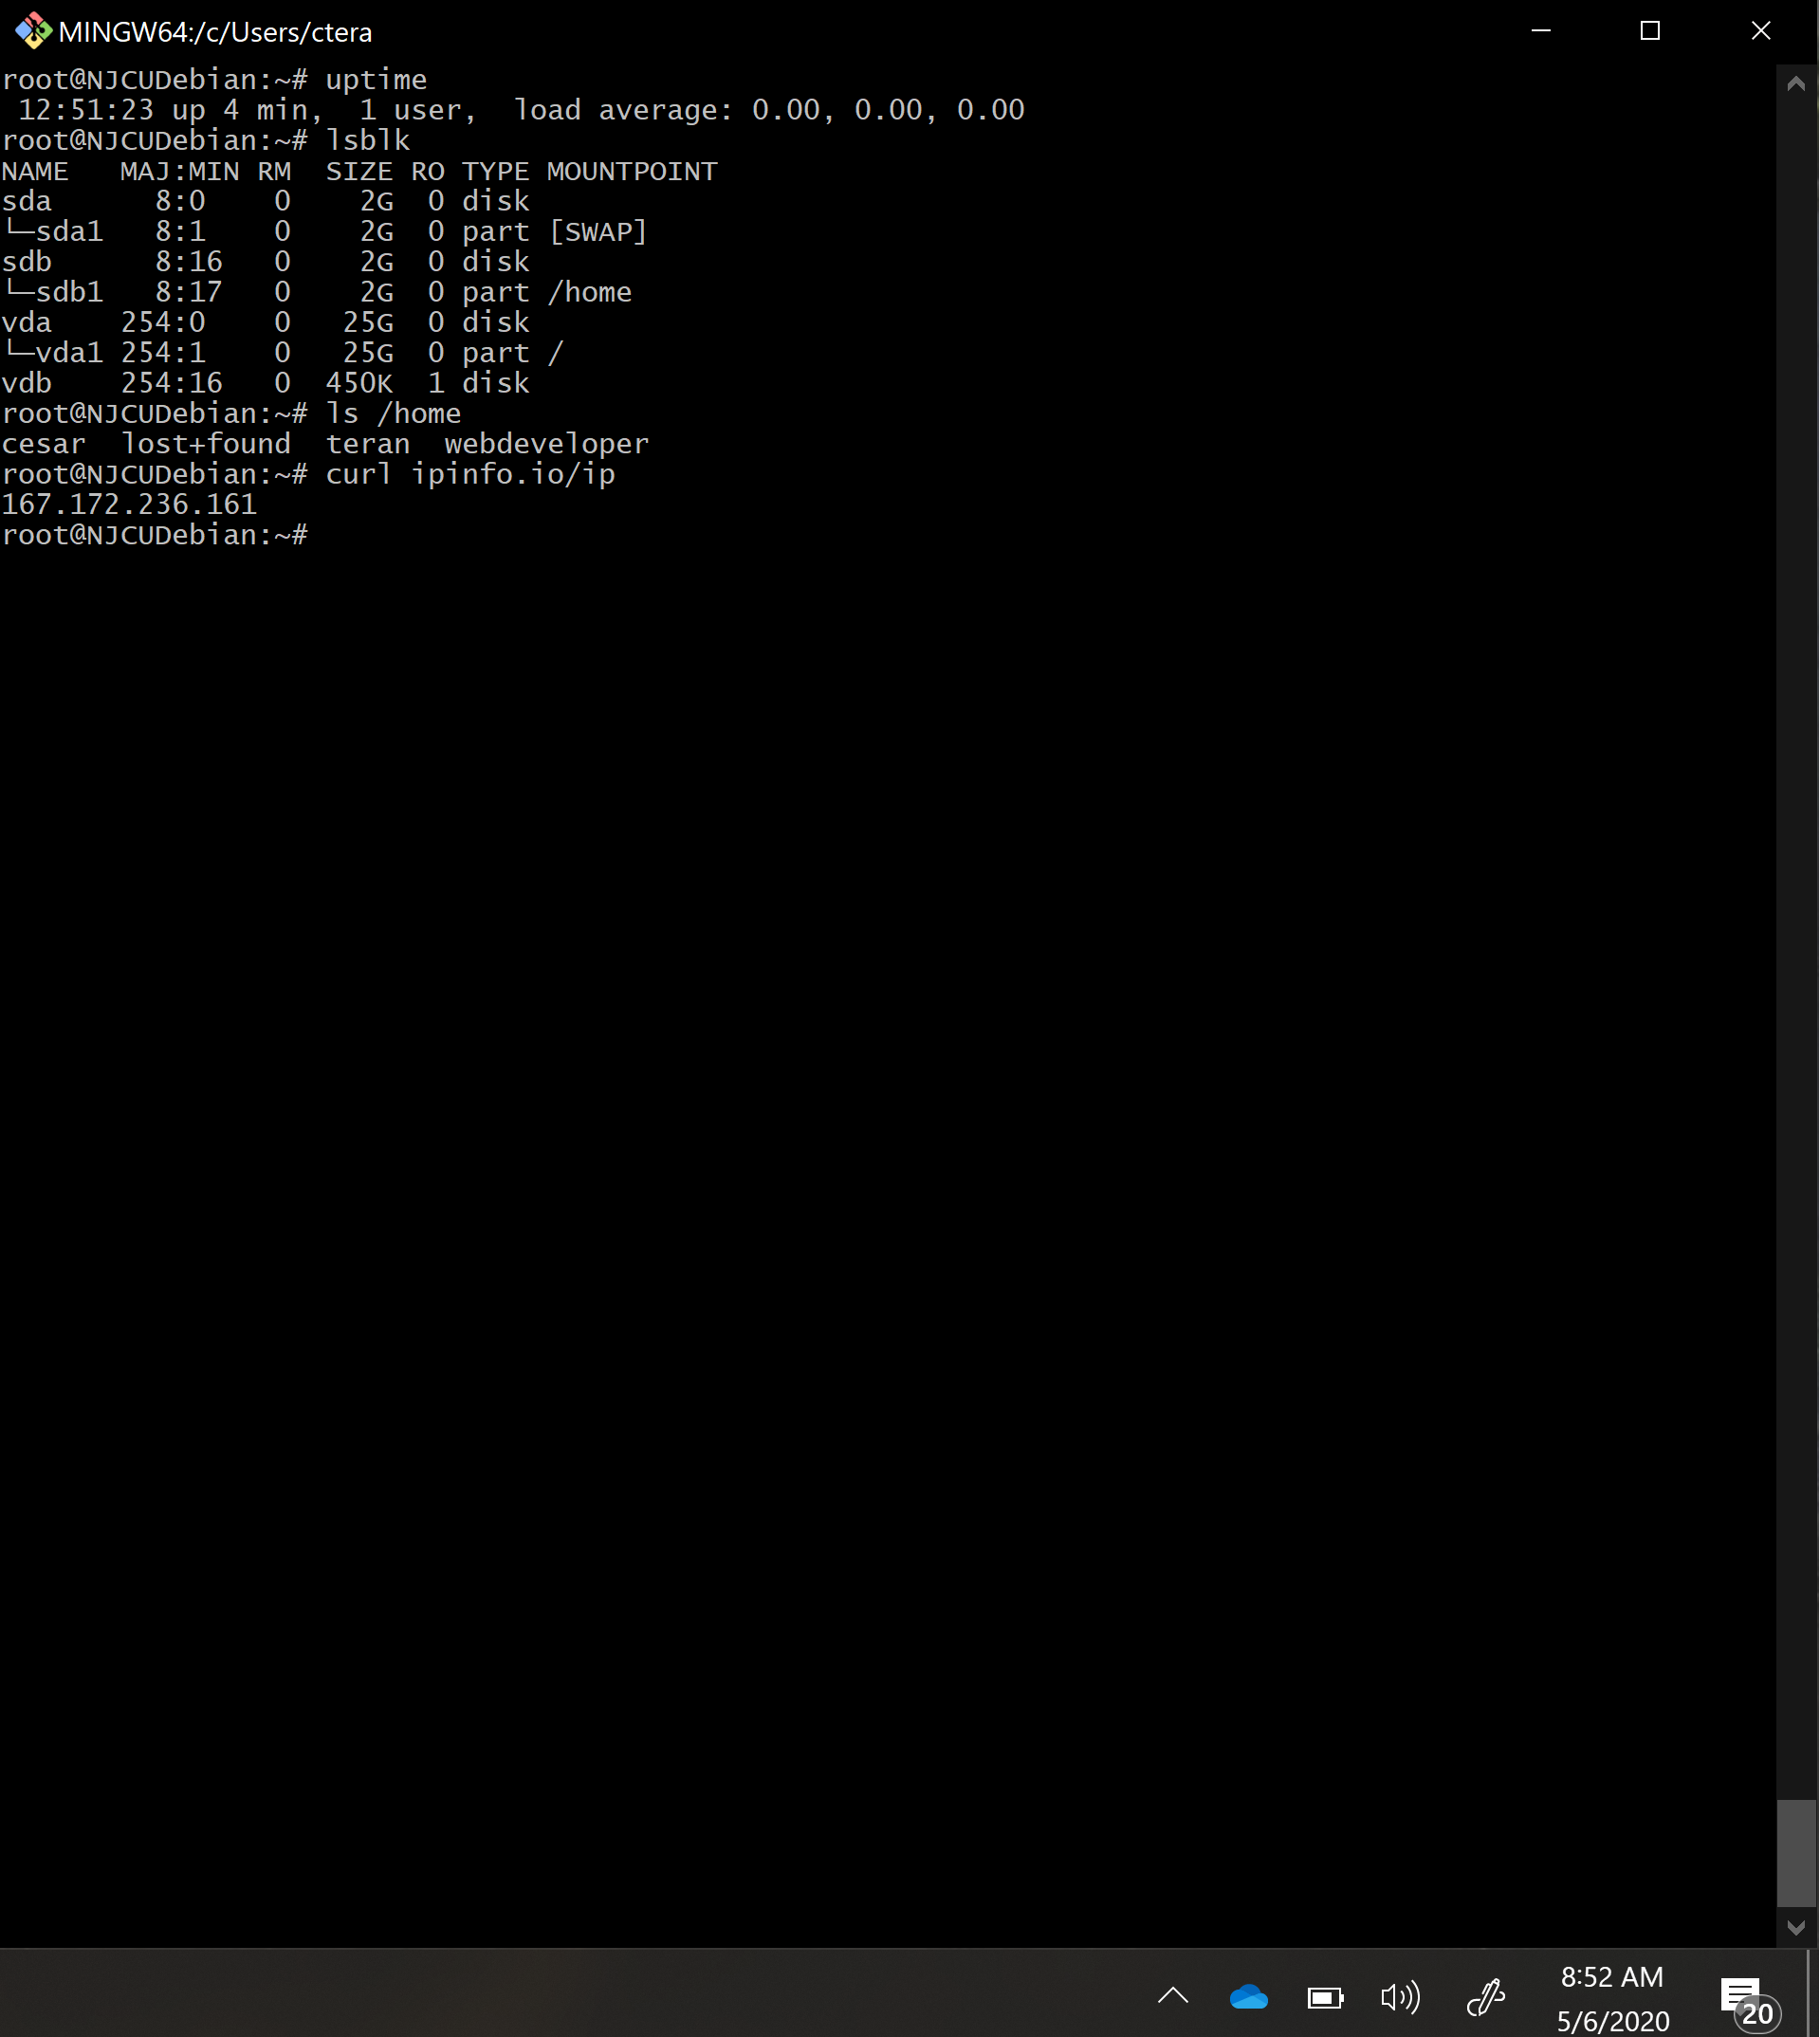 MINGW64:/c/Users/ctera
root@NJCUDebian:~# uptime
 12:51:23 up 4 min,  1 user,  load average: 0.00, 0.00, 0.00
root@NJCUDebian:~# lsblk
NAME   MAJ:MIN RM  SIZE RO TYPE MOUNTPOINT
sda      8:0    0    2G  0 disk
└─sda1   8:1    0    2G  0 part [SWAP]
sdb      8:16   0    2G  0 disk
└─sdb1   8:17   0    2G  0 part /home
vda    254:0    0   25G  0 disk
└─vda1 254:1    0   25G  0 part /
vdb    254:16   0  450K  1 disk
root@NJCUDebian:~# ls /home
cesar  lost+found  teran  webdeveloper
root@NJCUDebian:~# curl ipinfo.io/ip
167.172.236.161
root@NJCUDebian:~#
8:52 AM
5/6/2020
20